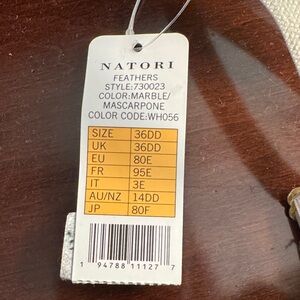 NATORI
FEATHERS
STYLE:730023
COLOR:MARBLE/
MASCARPONE
COLOR CODE:WH056
SIZE 36DD
UK 36DD
EU 80E
FR 95E
IT 3E
AU/NZ 14DD
JP 80F
1 94788 11127 7